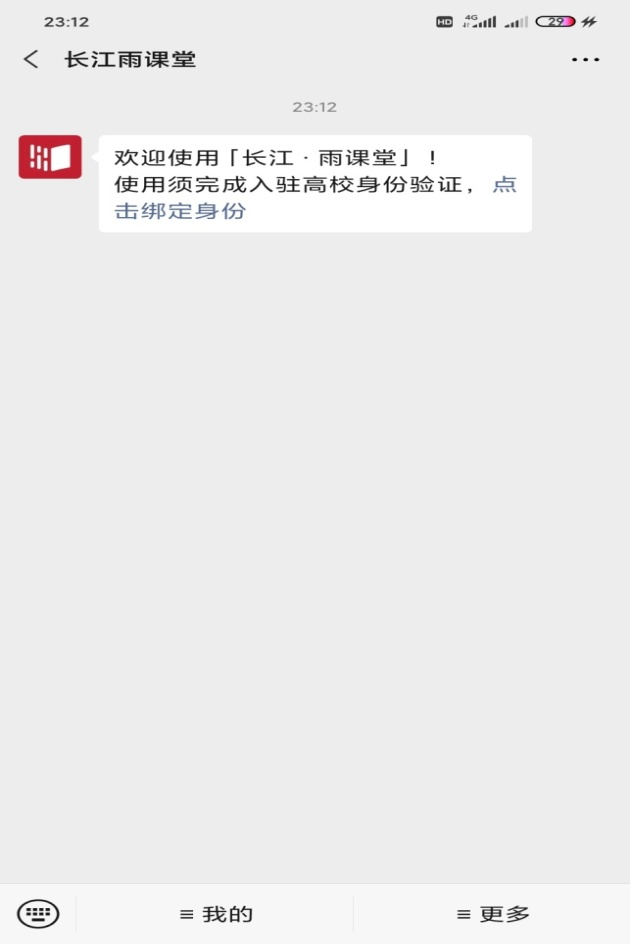 23:12
HD 4G 29
长江雨课堂
23:12
欢迎使用「长江·雨课堂」！
使用须完成入驻高校身份验证，点
击绑定身份
我的
更多